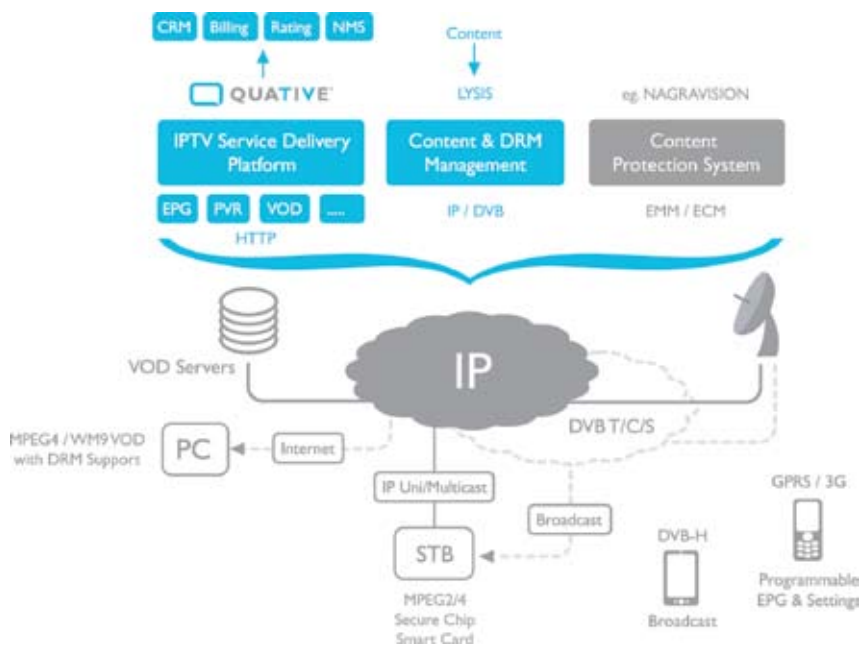 CRM Billing Rating NMS
Content
QUATIVE®
LYSIS
eg. NAGRAVISION
IPTV Service Delivery
Platform
Content & DRM
Management
Content
Protection System
EPG PVR VOD .....
HTTP
IP / DVB
EMM / ECM
VOD Servers
IP
DVB T/C/S
MPEG4 / WM9 VOD
with DRM Support
PC
Internet
IP Uni/Multicast
Broadcast
STB
MPEG2/4
Secure Chip
Smart Card
DVB-H
Broadcast
GPRS / 3G
Programmable
EPG & Settings